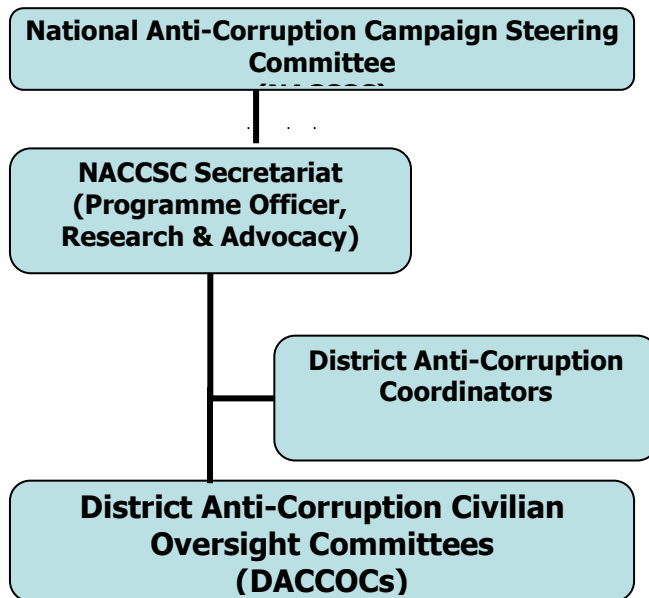 National Anti-Corruption Campaign Steering
Committee
NACCSC Secretariat
(Programme Officer,
Research & Advocacy)
District Anti-Corruption
Coordinators
District Anti-Corruption Civilian
Oversight Committees
(DACCOCs)